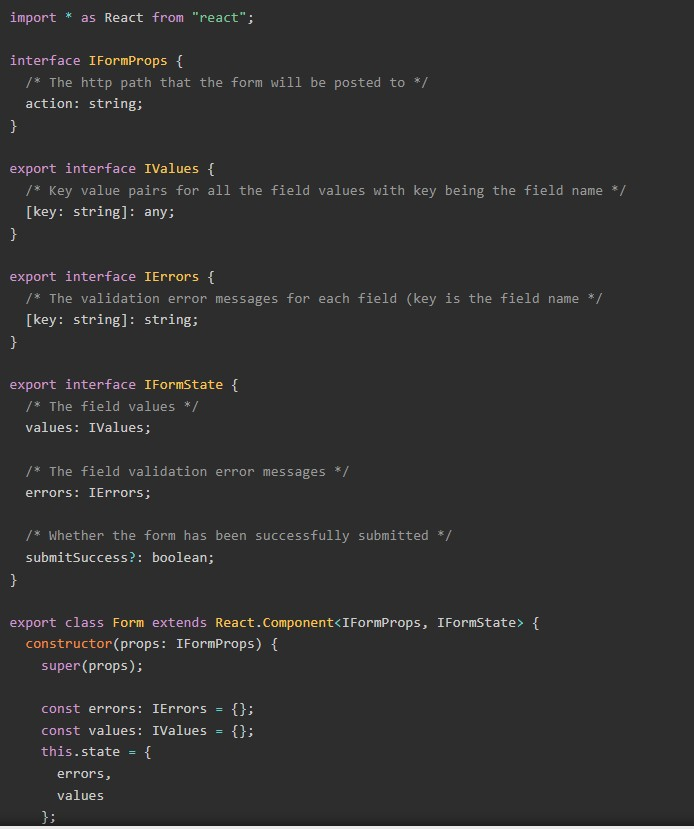 import * as React from "react";
interface IFormProps {
/* The http path that the form will be posted to */
action: string;
}
export interface IValues {
/* Key value pairs for all the field values with key being the field name */
[key: string]: any;
}
export interface IErrors {
/* The validation error messages for each field (key is the field name */
[key: string]: string;
}
export interface IFormState {
/* The field values */
values: IValues;
/* The field validation error messages */
errors: IErrors;
/* Whether the form has been successfully submitted */
submitSuccess?: boolean;
}
export class Form extends React.Component<IFormProps, IFormState> {
constructor(props: IFormProps) {
super(props);
const errors: IErrors = {};
const values: IValues = {};
this.state = {
errors,
values
};